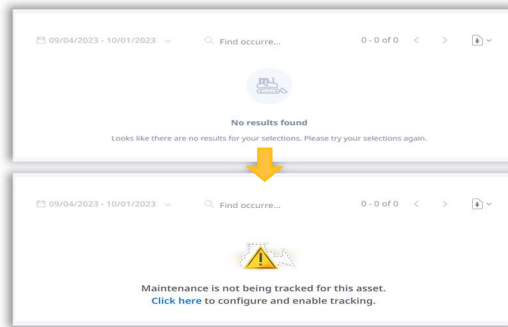 09/04/2023 - 10/01/2023 Find occurre... 0 - 0 of 0
No results found
Looks like there are no results for your selections. Please try your selections again.
09/04/2023 - 10/01/2023 Find occurre... 0 - 0 of 0
Maintenance is not being tracked for this asset.
Click here to configure and enable tracking.